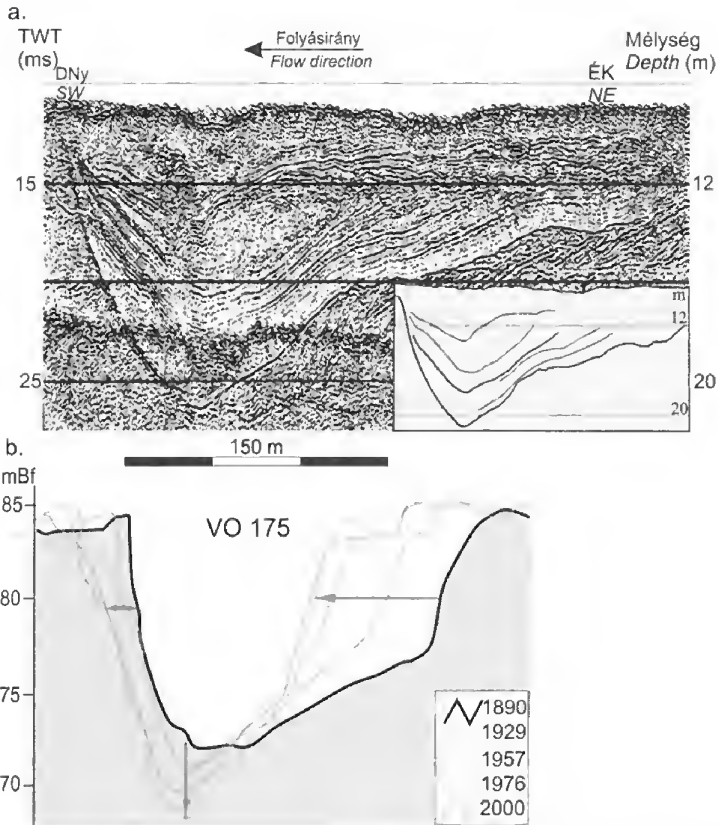 a.
TWT
(ms)
Folyásirány
Flow direction
Mélység
Depth (m)
DNy
SW
ÉK
NE
15
12
m
12
25
20
20
b.
150 m
mBf
85
VO 175
80
75
70
1890
1929
1957
1976
2000